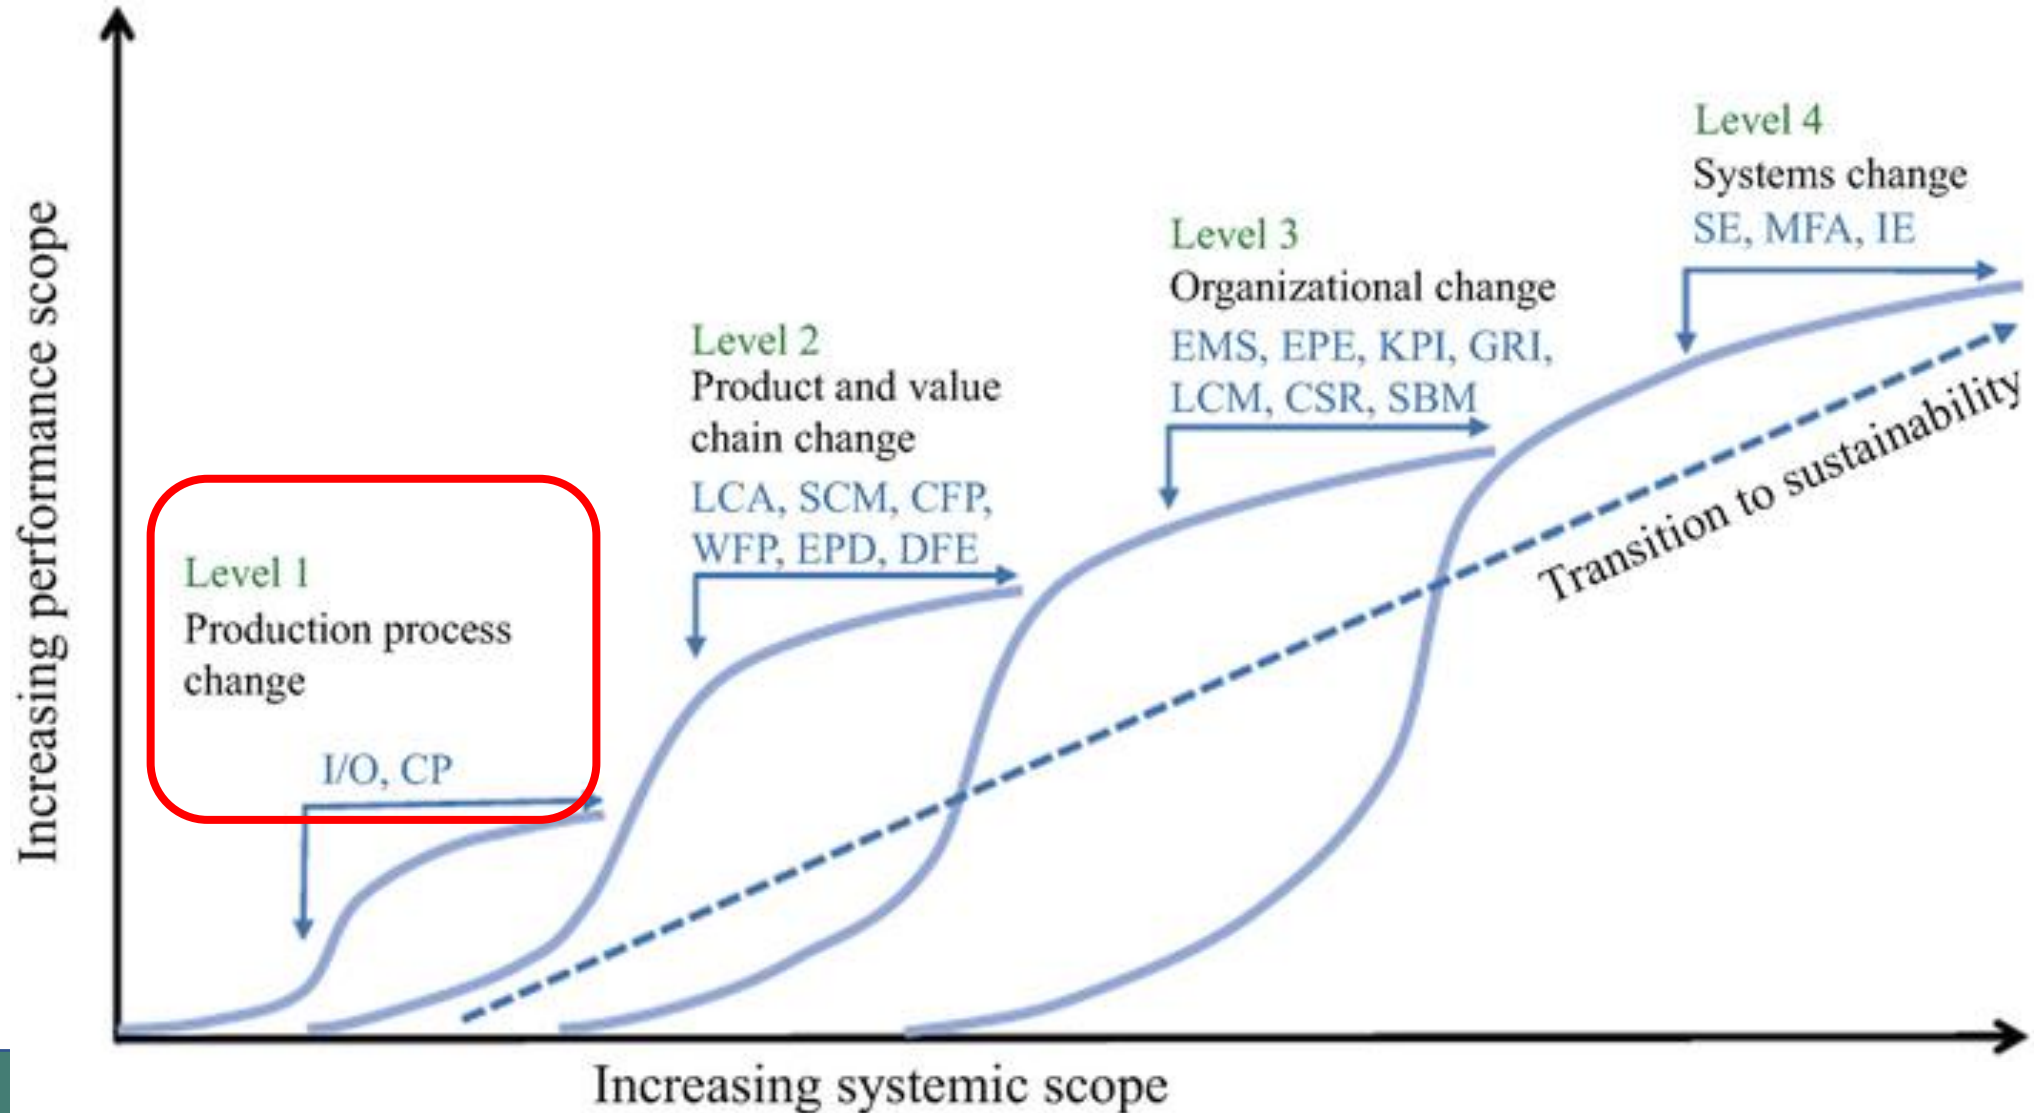 Increasing performance scope
Level 1
Production process
change
I/O, CP
Level 2
Product and value
chain change
LCA, SCM, CFP,
WFP, EPD, DFE
Level 3
Organizational change
EMS, EPE, KPI, GRI,
LCM, CSR, SBM
Level 4
Systems change
SE, MFA, IE
Transition to sustainability
Increasing systemic scope